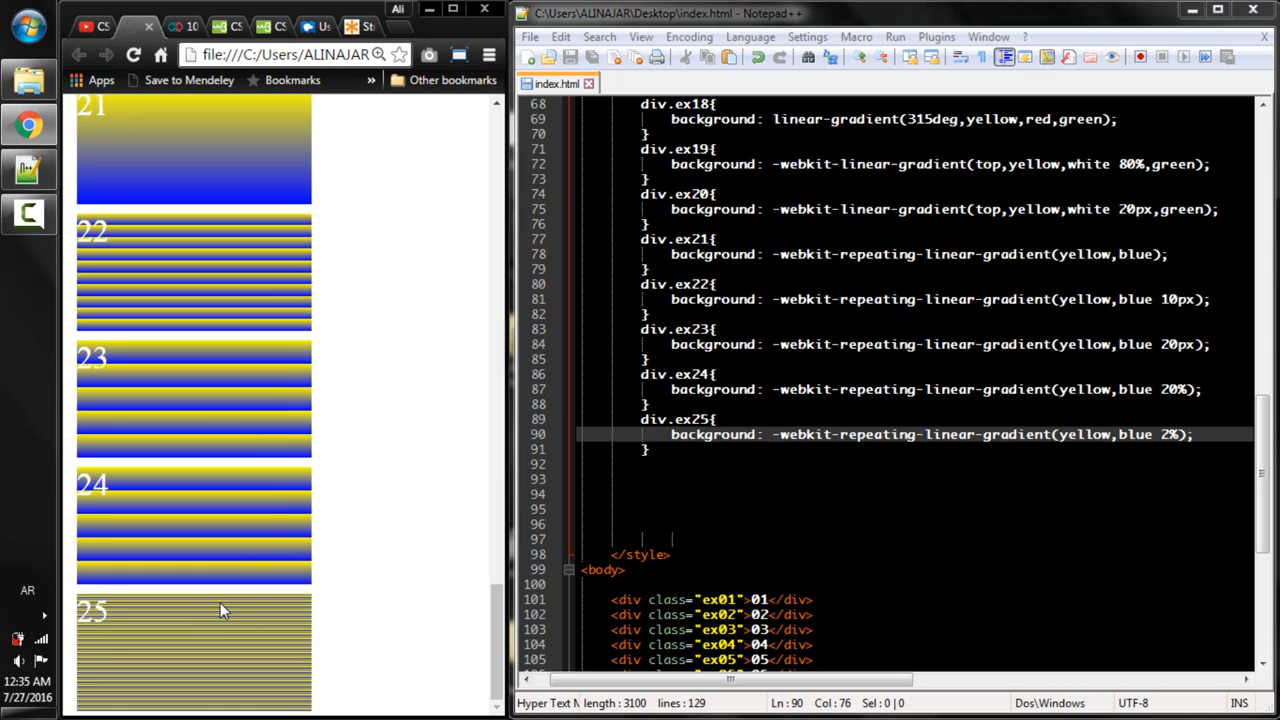 CS
10
CS
CS
Us
St
Ali
file:///C:/Users/ALINAJAR
Apps
Save to Mendeley
Bookmarks
»
Other bookmarks
21
22
23
24
25
AR
12:35 AM
7/27/2016
C:\Users\ALINAJAR\Desktop\index.html - Notepad++
File Edit Search View Encoding Language Settings Macro Run Plugins Window ? X
index.html
68 div.ex18{
69 background: linear-gradient(315deg,yellow,red,green);
70 }
71 div.ex19{
72 background: -webkit-linear-gradient(top,yellow,white 80%,green);
73 }
74 div.ex20{
75 background: -webkit-linear-gradient(top,yellow,white 20px,green);
76 }
77 div.ex21{
78 background: -webkit-repeating-linear-gradient(yellow,blue);
79 }
80 div.ex22{
81 background: -webkit-repeating-linear-gradient(yellow,blue 10px);
82 }
83 div.ex23{
84 background: -webkit-repeating-linear-gradient(yellow,blue 20px);
85 }
86 div.ex24{
87 background: -webkit-repeating-linear-gradient(yellow,blue 20%);
88 }
89 div.ex25{
90 background: -webkit-repeating-linear-gradient(yellow,blue 2%);
91 }
92
93
94
95
96
97
98 </style>
99 <body>
100
101 <div class="ex01">01</div>
102 <div class="ex02">02</div>
103 <div class="ex03">03</div>
104 <div class="ex04">04</div>
105 <div class="ex05">05</div>
Hyper Text M length : 3100 lines : 129 Ln : 90 Col : 76 Sel : 0 | 0 Dos\Windows UTF-8 INS